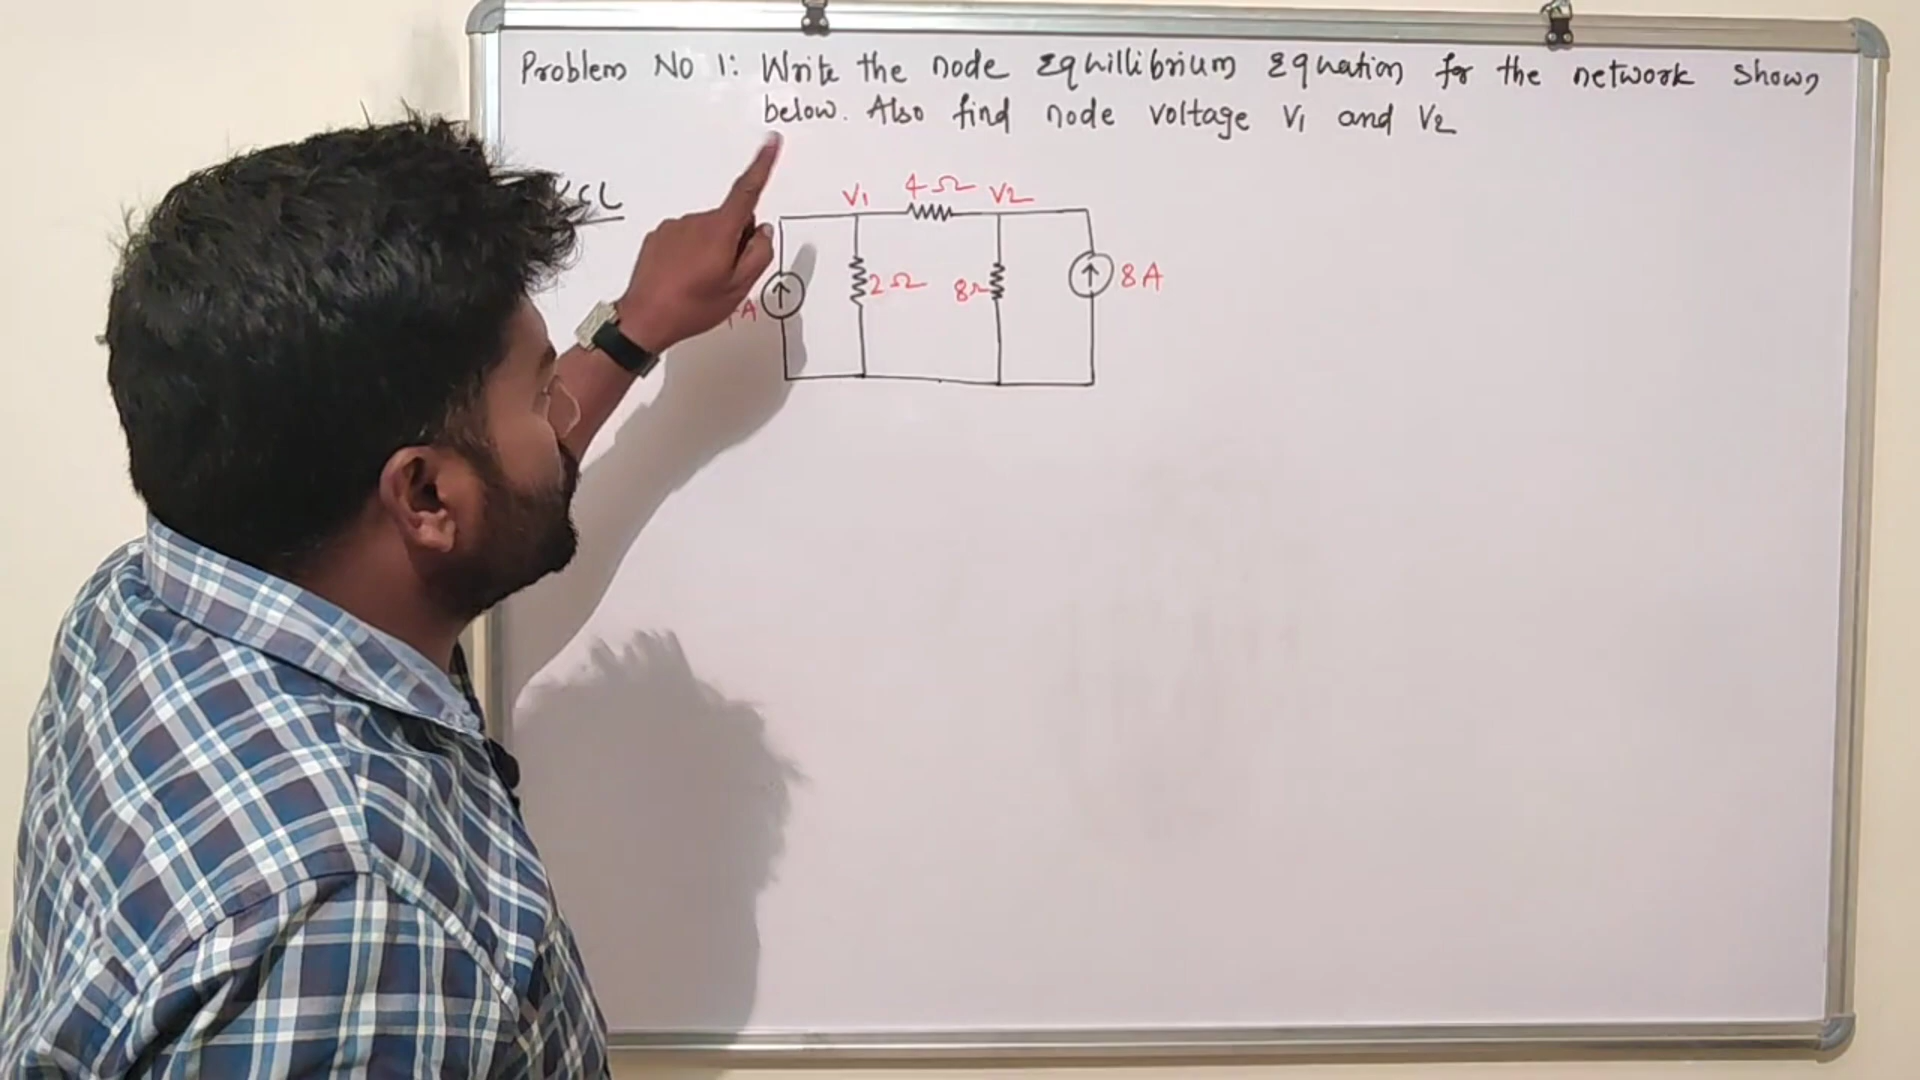 Problem No 1: Write the node Equillibrium Equation for the network shown
below. Also find node voltage V1 and V2
KCL
V1 4Ω V2
2Ω 8Ω 8A
A